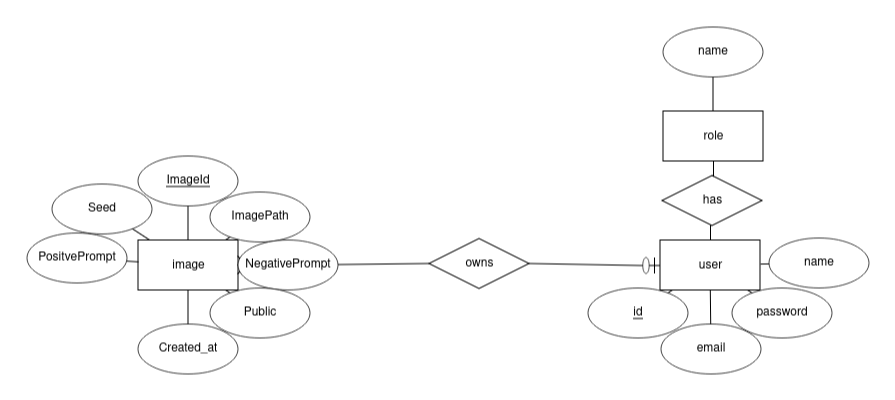 name
role
has
ImageId
Seed
ImagePath
PositvePrompt
image
NegativePrompt
owns
user
name
Public
id
password
Created_at
email